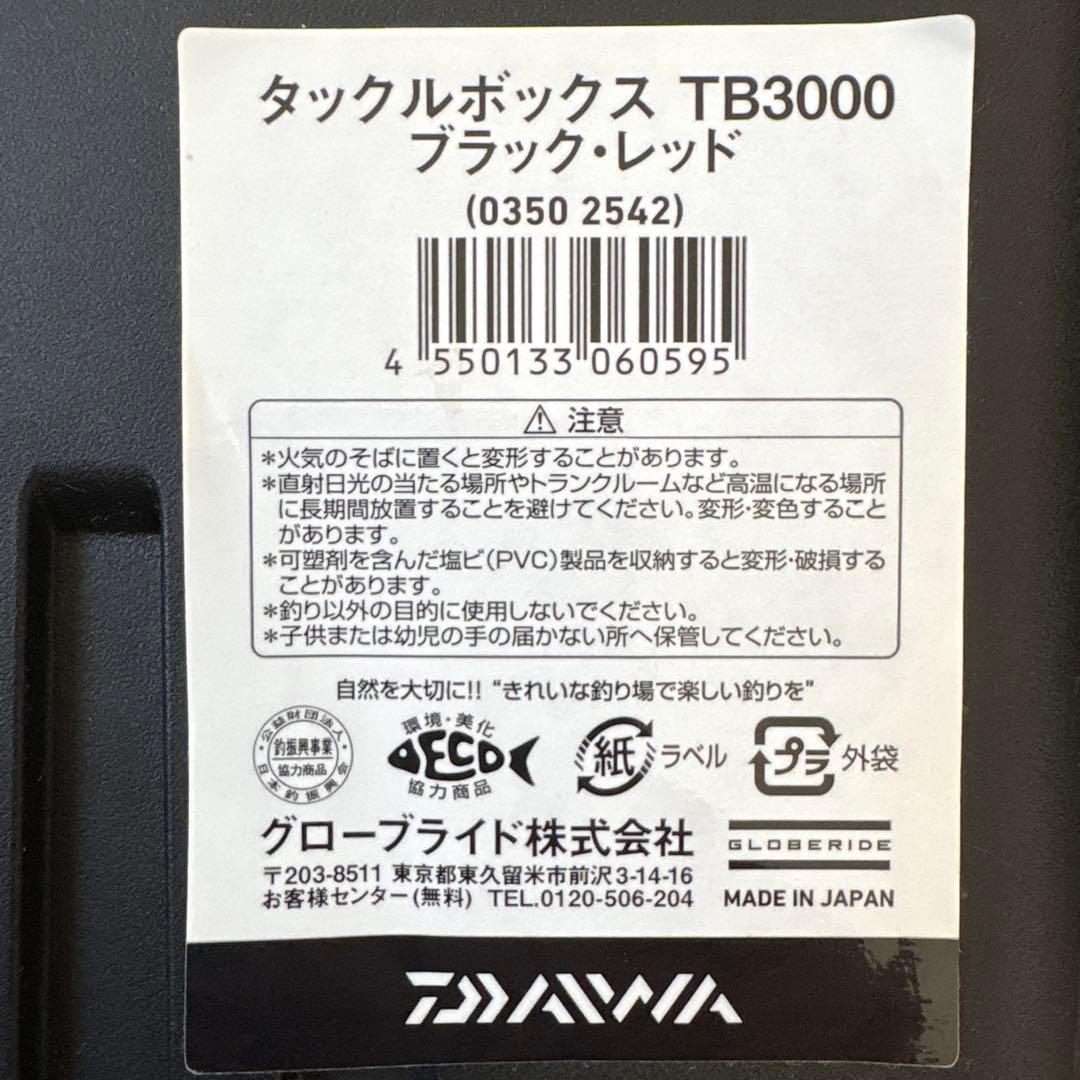 タックルボックス TB3000
ブラック・レッド
(0350 2542)
4 550133 060595
⚠ 注意
*火気のそばに置くと変形することがあります。
*直射日光の当たる場所やトランクルームなど高温になる場所
に長期間放置することを避けてください。変形・変色すること
があります。
*可塑剤を含んだ塩ビ(PVC)製品を収納すると変形・破損する
ことがあります。
*釣り以外の目的に使用しないでください。
*子供または幼児の手の届かない所へ保管してください。
自然を大切に!! "きれいな釣り場で楽しい釣りを"
公益財団法人
釣振興事業
協力商品
日本釣振興会
環境・美化
ECO
協力商品
紙 ラベル
プラ 外袋
グローブライド株式会社
GLOBERIDE
〒203-8511 東京都東久留米市前沢3-14-16
お客様センター(無料) TEL.0120-506-204
MADE IN JAPAN
DAIWA